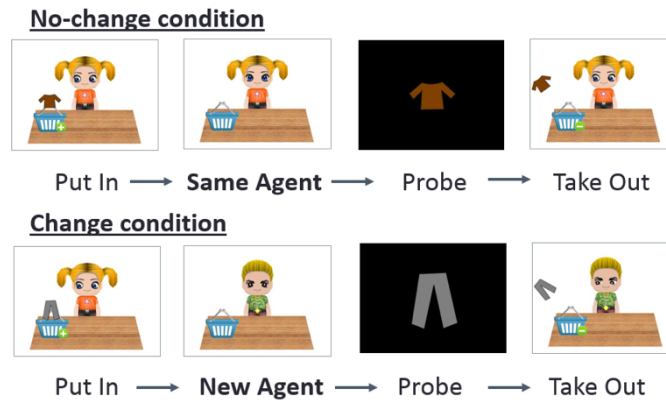 No-change condition
Put In → Same Agent → Probe → Take Out
Change condition
Put In → New Agent → Probe → Take Out